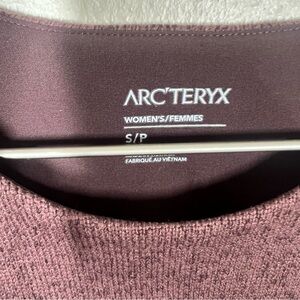 ARC'TERYX
WOMEN'S/FEMMES
S/P
FABRIQUÉ AU VIETNAM